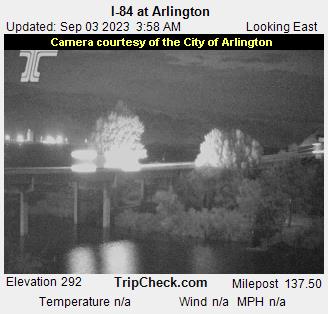 I-84 at Arlington
Updated: Sep 03 2023 3:58 AM Looking East
Camera courtesy of the City of Arlington
Elevation 292 TripCheck.com Milepost 137.50
Temperature n/a Wind n/a MPH n/a